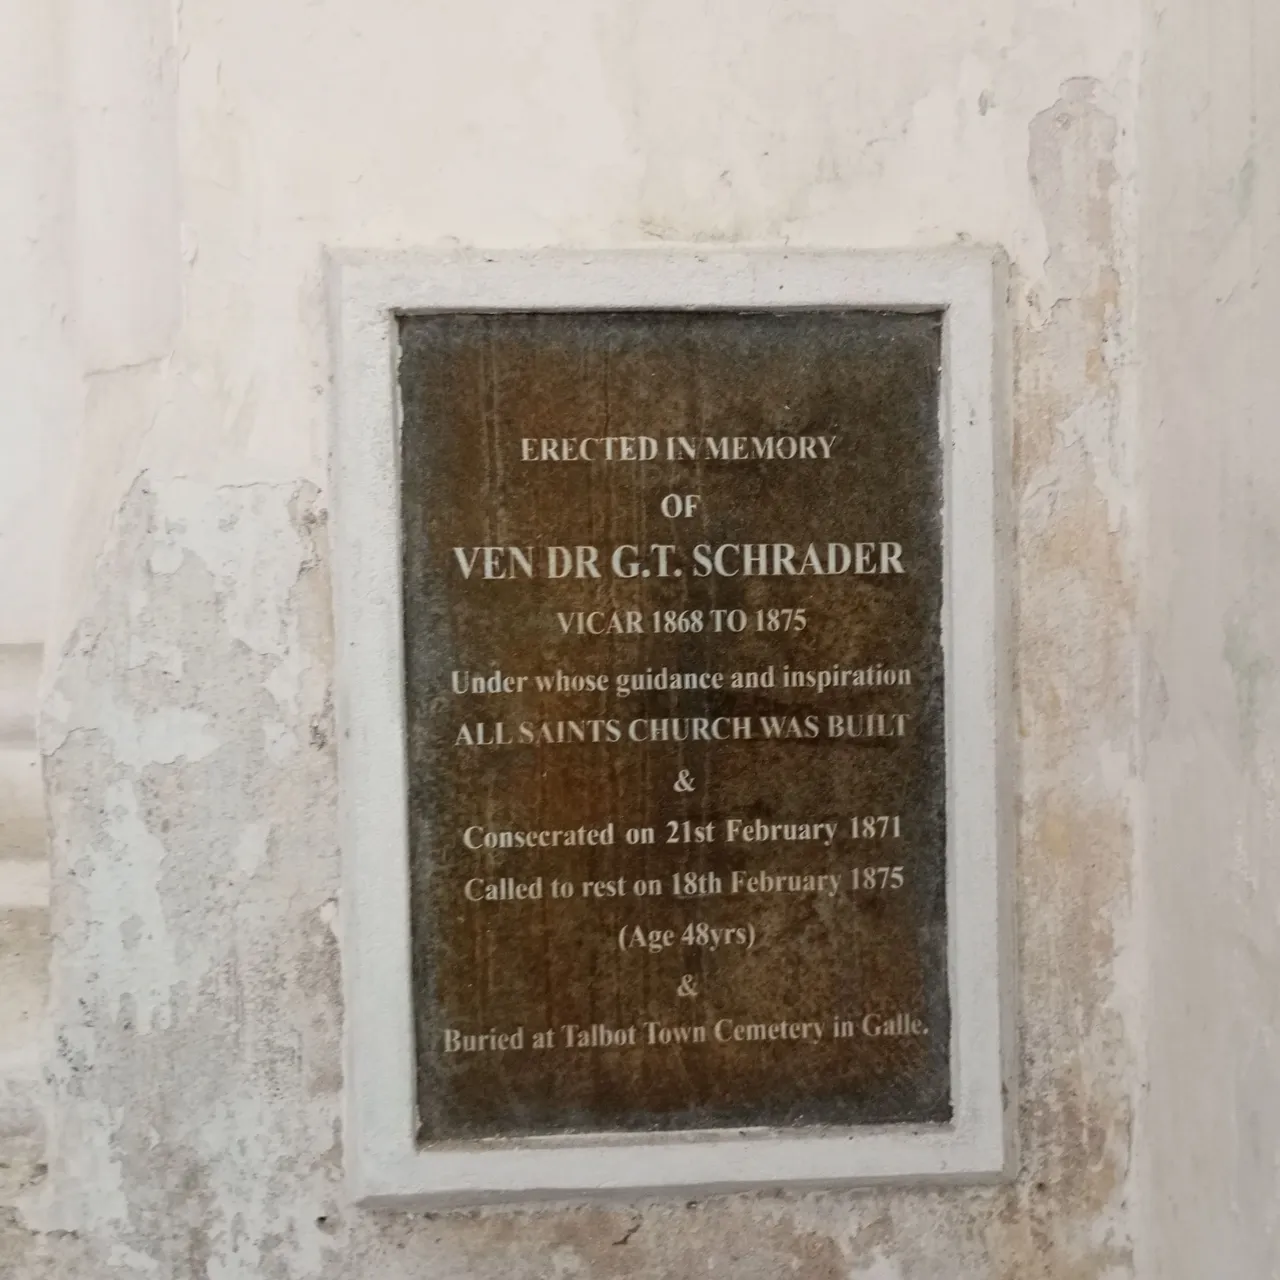 ERECTED IN MEMORY
OF
VEN DR G.T. SCHRADER
VICAR 1868 TO 1875
Under whose guidance and inspiration
ALL SAINTS CHURCH WAS BUILT
&
Consecrated on 21st February 1871
Called to rest on 18th February 1875
(Age 48yrs)
&
Buried at Talbot Town Cemetery in Galle.